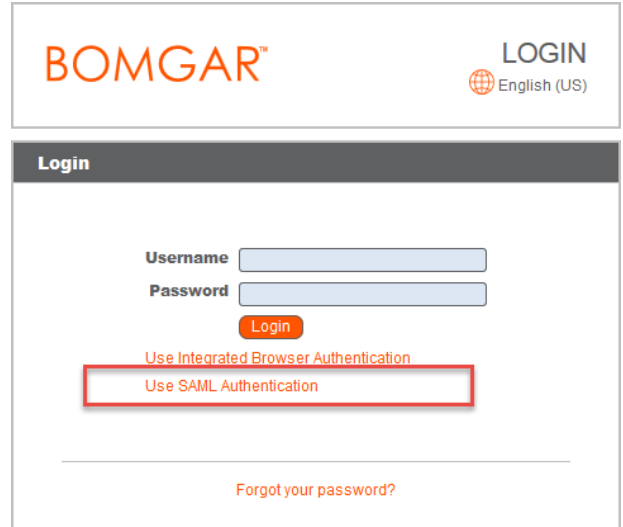 BOMGAR™
LOGIN
English (US)
Login
Username
Password
Login
Use Integrated Browser Authentication
Use SAML Authentication
Forgot your password?